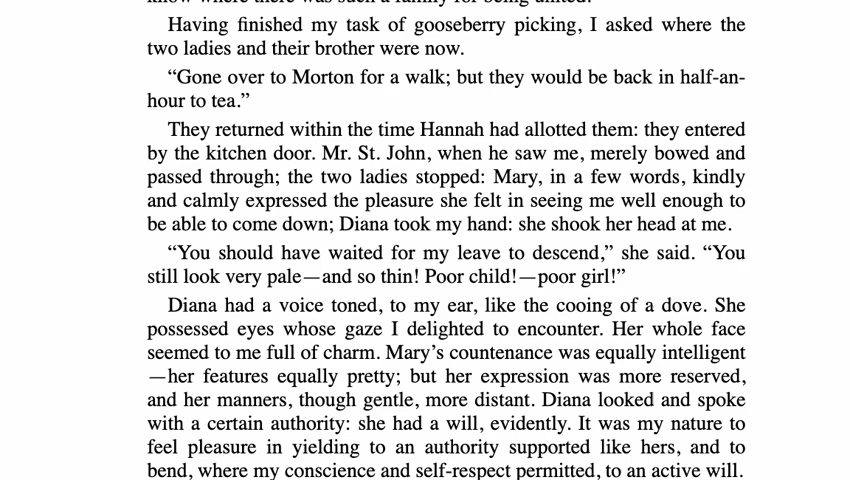 know where there was such a family for being united."
Having finished my task of gooseberry picking, I asked where the
two ladies and their brother were now.
“Gone over to Morton for a walk; but they would be back in half-an-
hour to tea.”
They returned within the time Hannah had allotted them: they entered
by the kitchen door. Mr. St. John, when he saw me, merely bowed and
passed through; the two ladies stopped: Mary, in a few words, kindly
and calmly expressed the pleasure she felt in seeing me well enough to
be able to come down; Diana took my hand: she shook her head at me.
“You should have waited for my leave to descend,” she said. “You
still look very pale—and so thin! Poor child!—poor girl!”
Diana had a voice toned, to my ear, like the cooing of a dove. She
possessed eyes whose gaze I delighted to encounter. Her whole face
seemed to me full of charm. Mary’s countenance was equally intelligent
—her features equally pretty; but her expression was more reserved,
and her manners, though gentle, more distant. Diana looked and spoke
with a certain authority: she had a will, evidently. It was my nature to
feel pleasure in yielding to an authority supported like hers, and to
bend, where my conscience and self-respect permitted, to an active will.